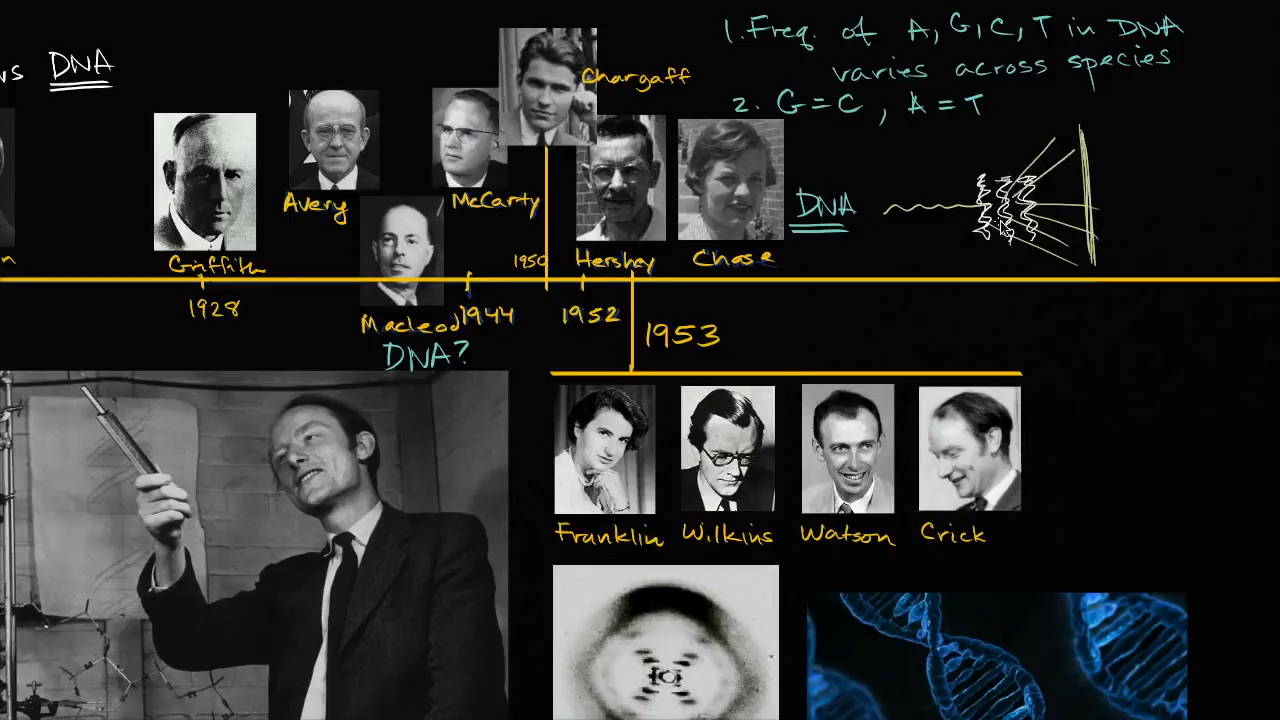 vs DNA
1. Freq. of A, G, C, T in DNA
varies across species
2. G = C , A = T
Chargaff
Avery
McCarty
DNA
n
Griffith
1950
Hershey
Chase
1928
Macleod
1944
1952
1953
DNA?
Franklin
Wilkins
Watson
Crick